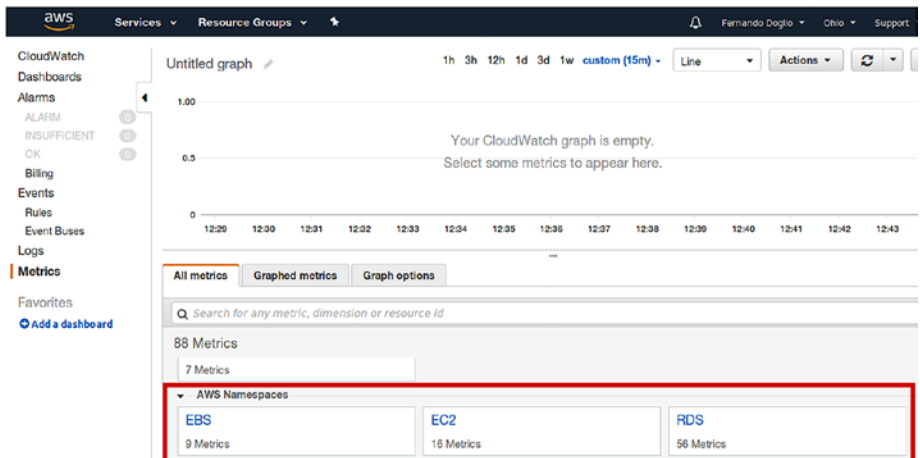 aws Services Resource Groups Fernando Doglio Ohio Support
CloudWatch
Dashboards
Alarms
ALARM 0
INSUFFICIENT 0
OK 0
Billing
Events
Rules
Event Buses
Logs
Metrics
Favorites
Add a dashboard
Untitled graph 1h 3h 12h 1d 3d 1w custom (15m) Line Actions
1.00
Your CloudWatch graph is empty.
Select some metrics to appear here.
0.5
0
12:29 12:30 12:31 12:32 12:33 12:34 12:35 12:36 12:37 12:38 12:39 12:40 12:41 12:42 12:43
All metrics Graphed metrics Graph options
Search for any metric, dimension or resource id
88 Metrics
7 Metrics
AWS Namespaces
EBS EC2 RDS
9 Metrics 16 Metrics 56 Metrics